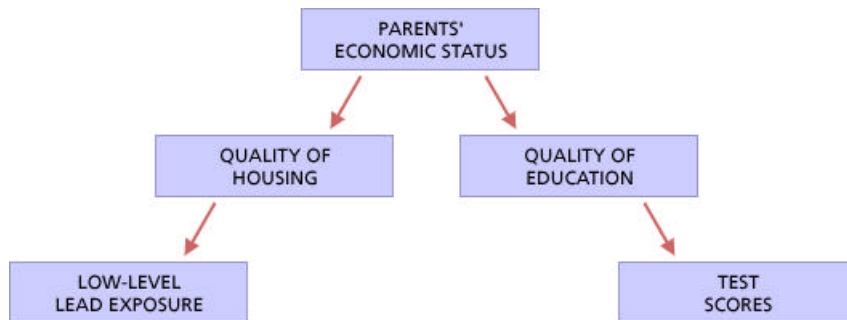 PARENTS'
ECONOMIC STATUS
QUALITY OF
HOUSING
QUALITY OF
EDUCATION
LOW-LEVEL
LEAD EXPOSURE
TEST
SCORES